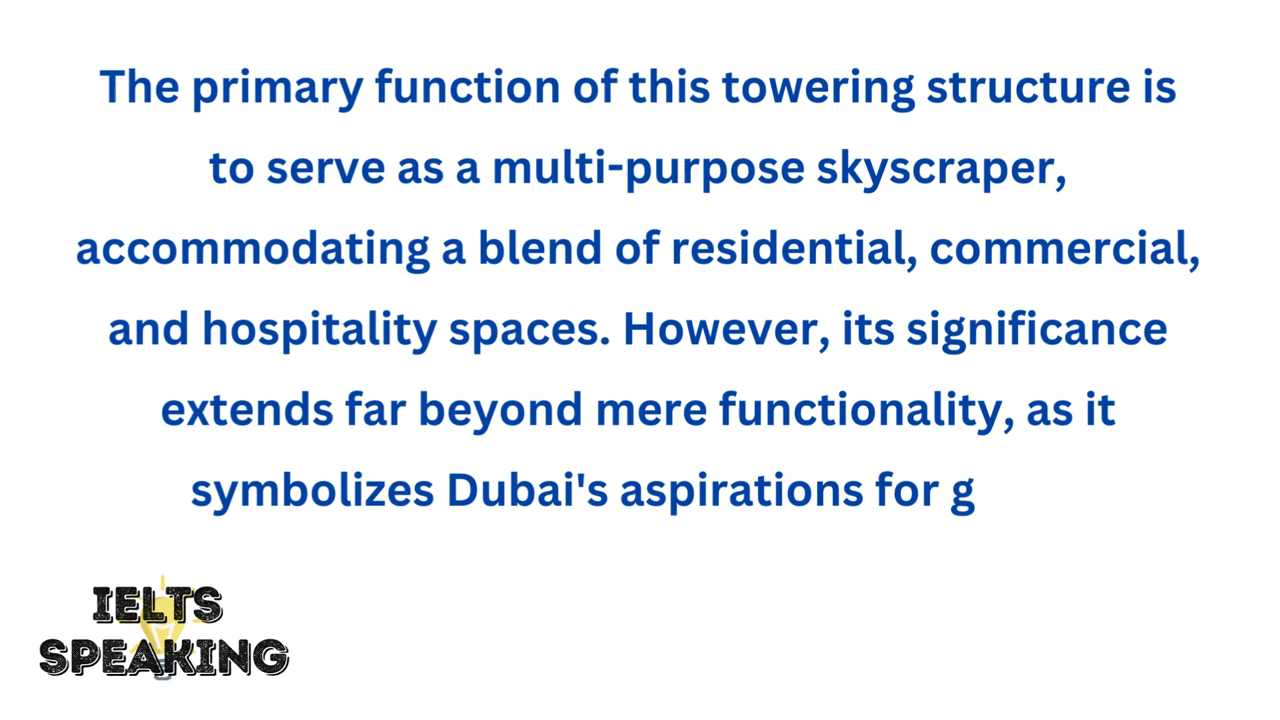 The primary function of this towering structure is
to serve as a multi-purpose skyscraper,
accommodating a blend of residential, commercial,
and hospitality spaces. However, its significance
extends far beyond mere functionality, as it
symbolizes Dubai's aspirations for g
IELTS
SPEAKING